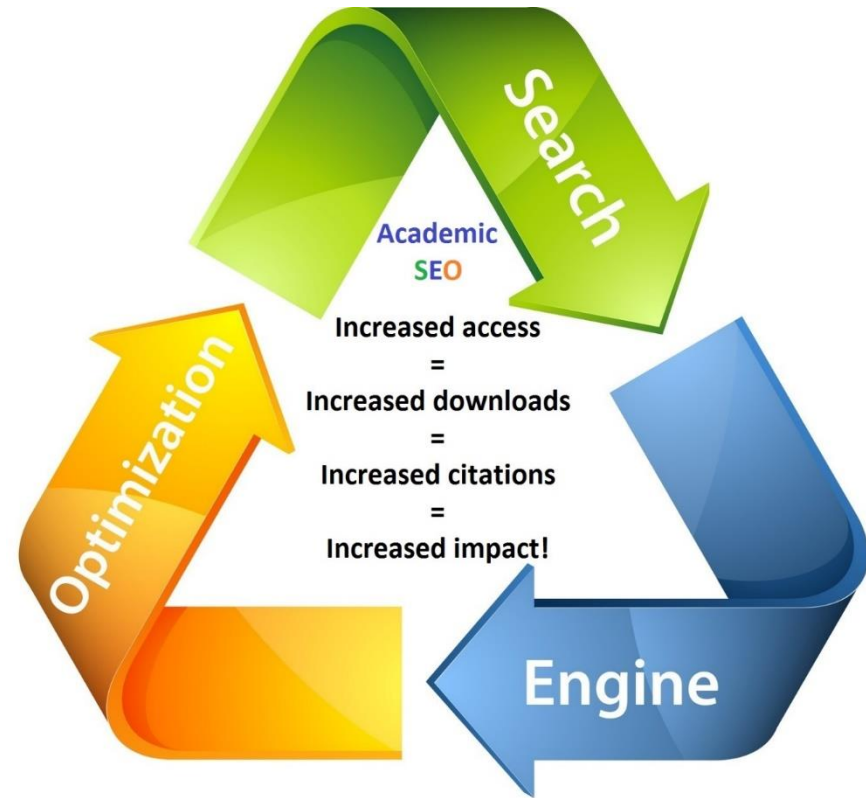 Search
Academic
SEO
Increased access
=
Increased downloads
=
Increased citations
=
Increased impact!
Optimization
Engine